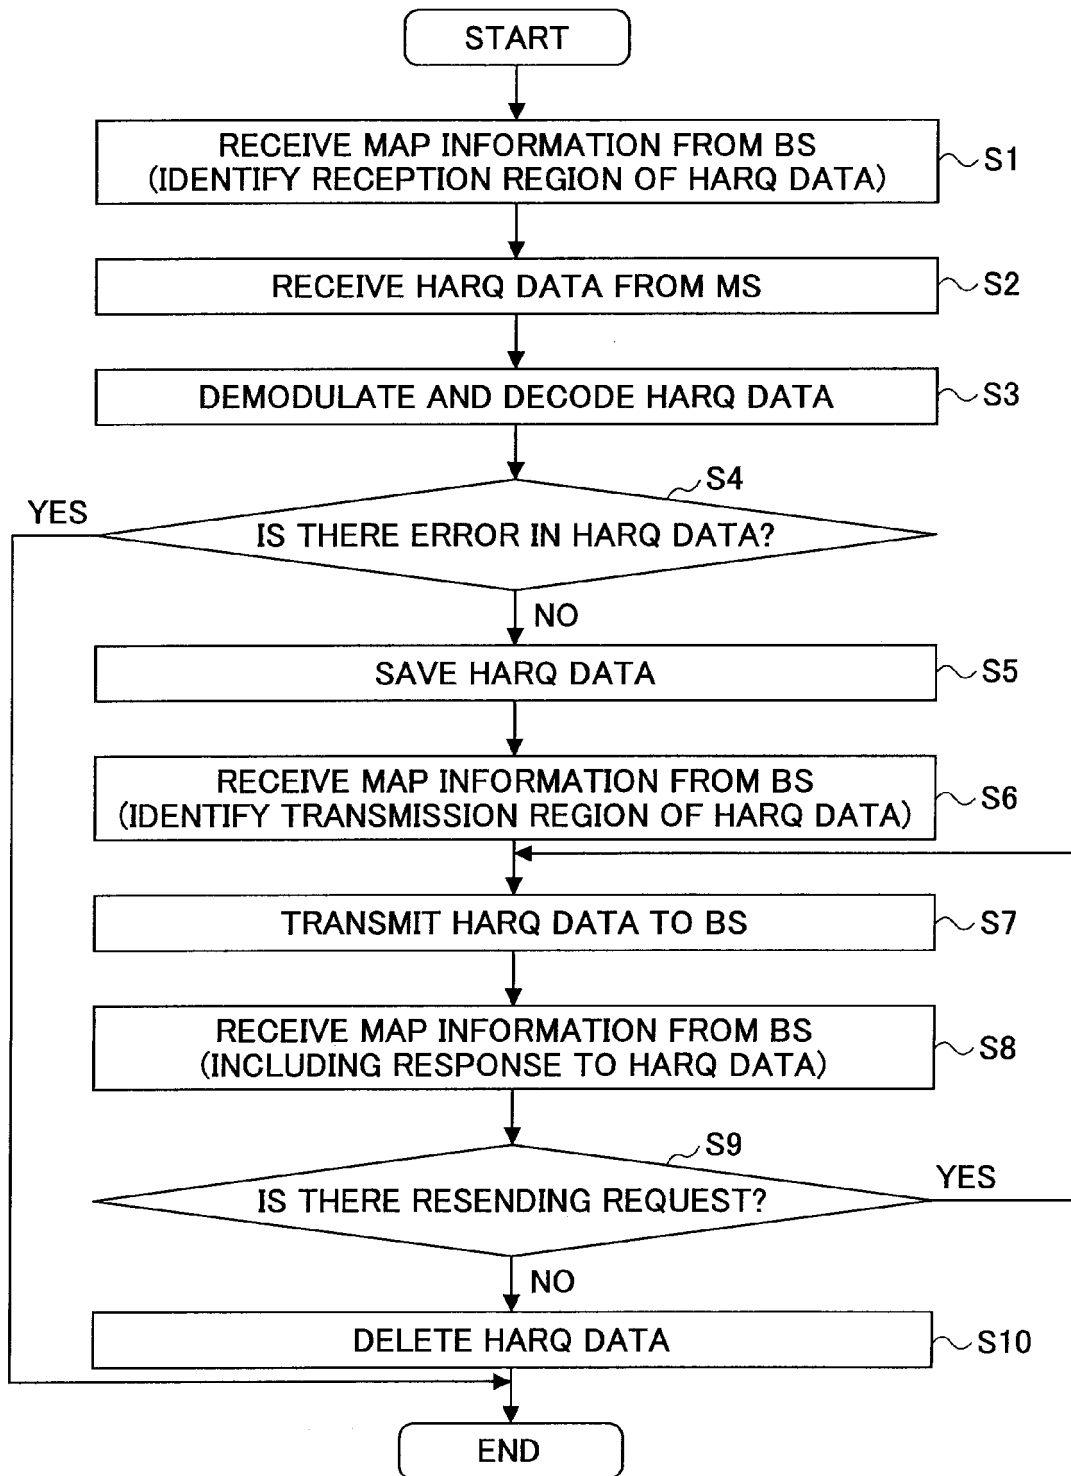 START
RECEIVE MAP INFORMATION FROM BS
(IDENTIFY RECEPTION REGION OF HARQ DATA)
S1
RECEIVE HARQ DATA FROM MS
S2
DEMODULATE AND DECODE HARQ DATA
S3
S4
YES
IS THERE ERROR IN HARQ DATA?
NO
SAVE HARQ DATA
S5
RECEIVE MAP INFORMATION FROM BS
(IDENTIFY TRANSMISSION REGION OF HARQ DATA)
S6
TRANSMIT HARQ DATA TO BS
S7
RECEIVE MAP INFORMATION FROM BS
(INCLUDING RESPONSE TO HARQ DATA)
S8
S9
IS THERE RESENDING REQUEST?
YES
NO
DELETE HARQ DATA
S10
END